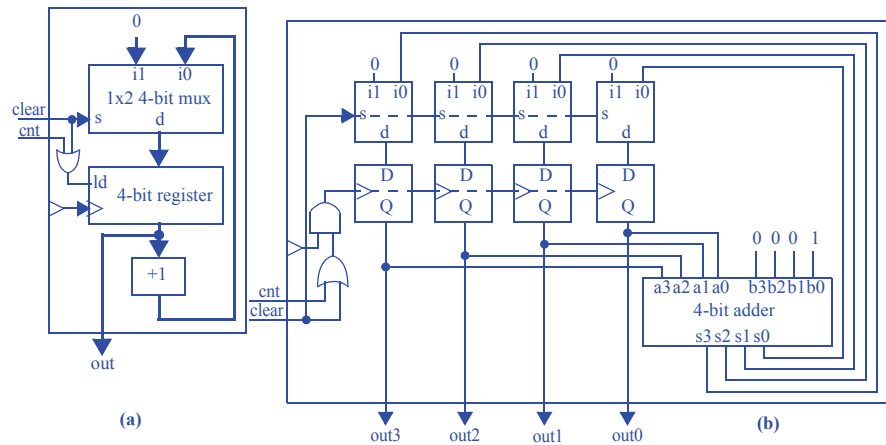 0
i1 i0
1x2 4-bit mux
clear
s d
cnt
ld
4-bit register
+1
out
(a)
0 0 0 0
i1 i0 i1 i0 i1 i0 i1 i0
s s
d d d d
D D D D
Q Q Q Q
0 0 0 1
cnt
clear
a3 a2 a1 a0 b3 b2 b1 b0
4-bit adder
s3 s2 s1 s0
out3 out2 out1 out0
(b)